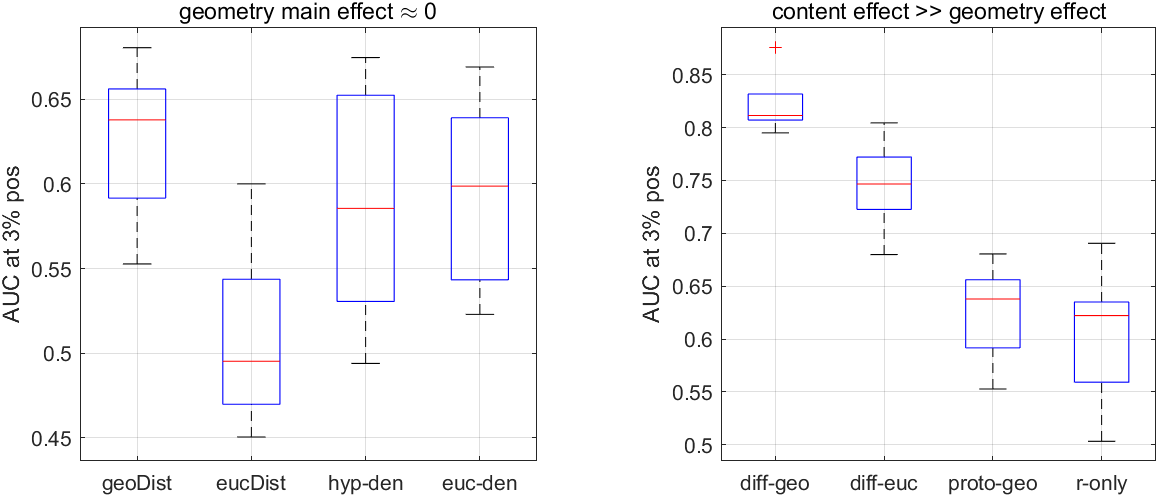 geometry main effect ≈ 0
AUC at 3% pos
0.65
0.6
0.55
0.5
0.45
geoDist
eucDist
hyp-den
euc-den
content effect >> geometry effect
AUC at 3% pos
0.85
0.8
0.75
0.7
0.65
0.6
0.55
0.5
diff-geo
diff-euc
proto-geo
r-only